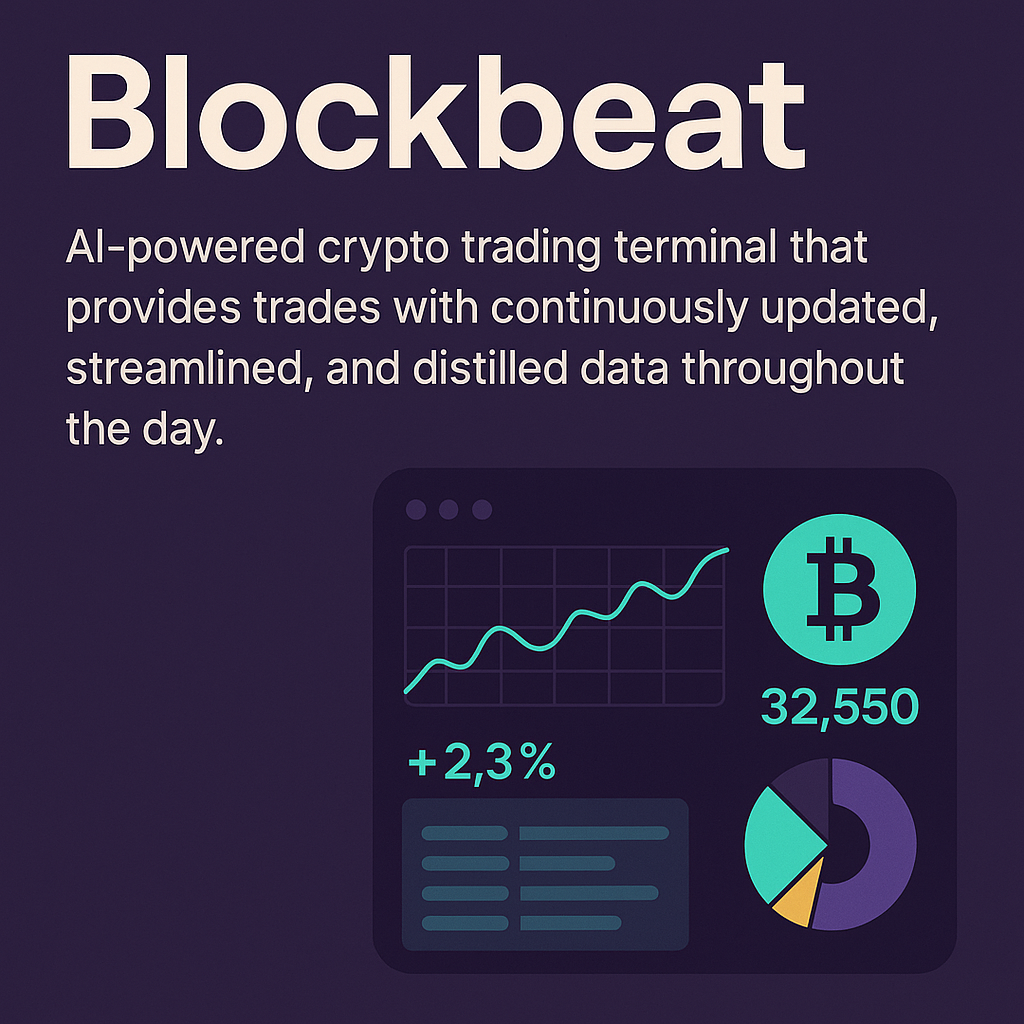 Blockbeat
AI-powered crypto trading terminal that
provides trades with continuously updated,
streamlined, and distilled data throughout
the day.
32,550
+2,3%